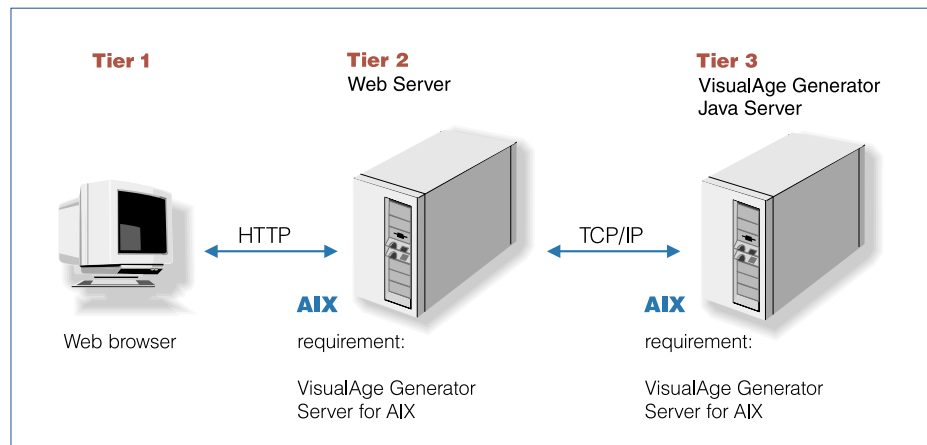 Tier 1
Tier 2
Web Server
Tier 3
VisualAge Generator
Java Server
HTTP
TCP/IP
Web browser
AIX
requirement:
VisualAge Generator
Server for AIX
AIX
requirement:
VisualAge Generator
Server for AIX